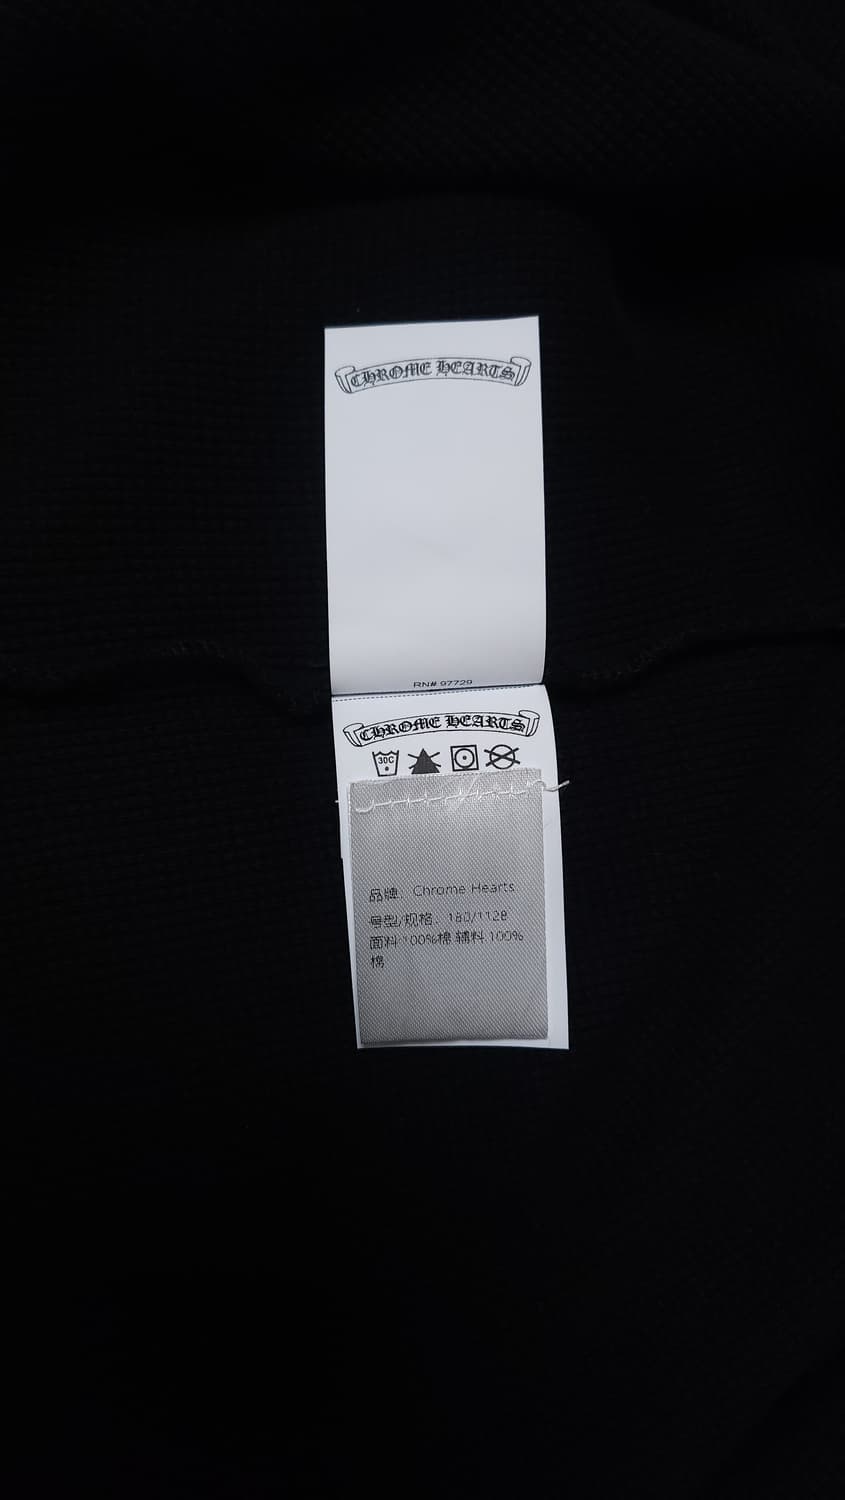 CHROME HEARTS
RN# 97729
CHROME HEARTS
30C
品牌：Chrome Hearts
号型/规格：180/112B
面料:100%棉 辅料:100%
棉